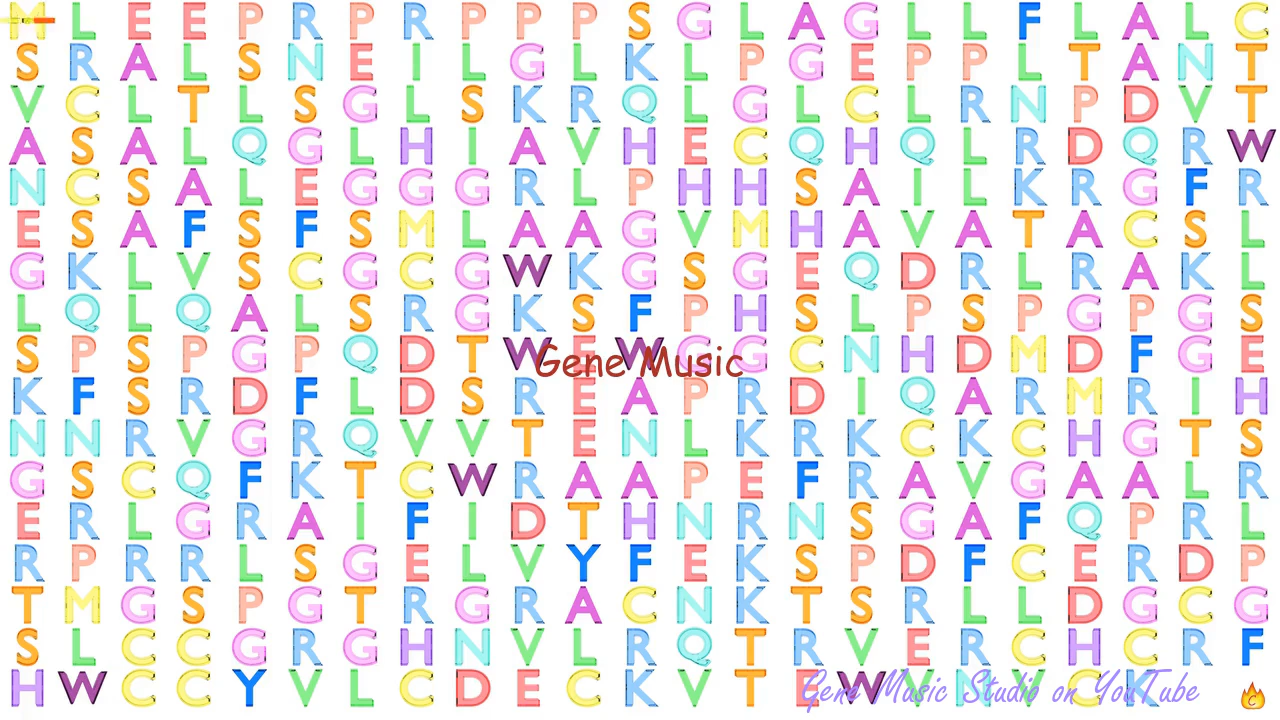 M L E E P R P R P P P S G L A G L L F L A L C
S R A L S N E I L G L K L P G E P P L T A N T
V C L T L S G L S K R Q L G L C L R N P D V T
A S A L Q G L H I A V H E C Q H Q L R D Q R W
N C S A L E G G G R L P H H S A I L K R G F R
E S A F S F S M L A A G V M H A V A T A C S L
G K L V S C G C G W K G S G E Q D R L R A K L
L Q L Q A L S R G K S F P H S L P S P G P G S
S P S P G P Q D T W E W G G C N H D M D F G E
Gene Music
K F S R D F L D S R E A P R D I Q A R M R I H
N N R V G R Q V V T E N L K R K C K C H G T S
G S C Q F K T C W R A A P E F R A V G A A L R
E R L G R A I F I D T H N R N S G A F Q P R L
R P R R L S G E L V Y F E K S P D F C E R D P
T M G S P G T R G R A C N K T S R L L D G C G
S L C C G R G H N V L R Q T R V E R C H C R F
H W C C Y V L C D E C K V T E W V N V C K
Gene Music Studio on YouTube
C